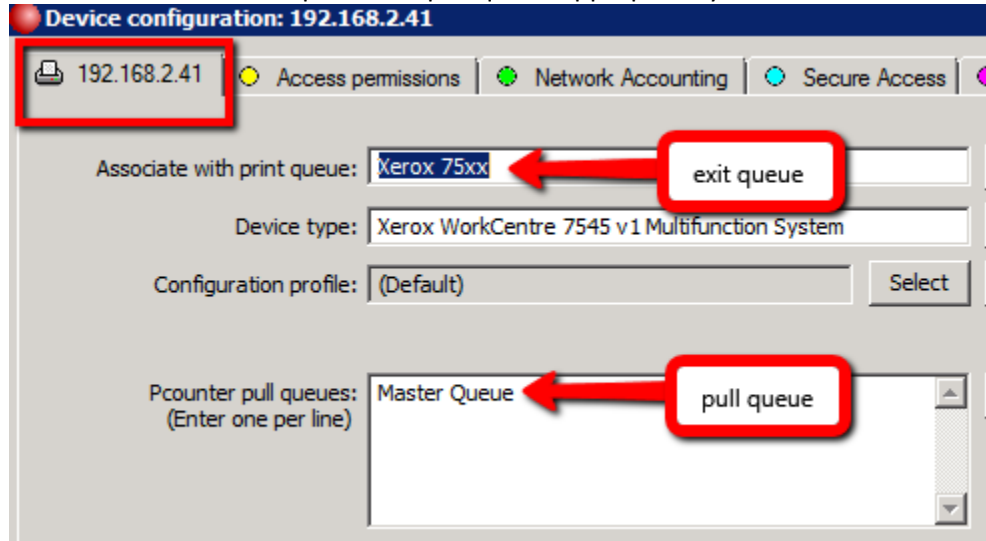 Device configuration: 192.168.2.41
192.168.2.41 Access permissions Network Accounting Secure Access
Associate with print queue: Xerox 75xx exit queue
Device type: Xerox WorkCentre 7545 v1 Multifunction System
Configuration profile: (Default) Select
Pcounter pull queues: Master Queue pull queue
(Enter one per line)